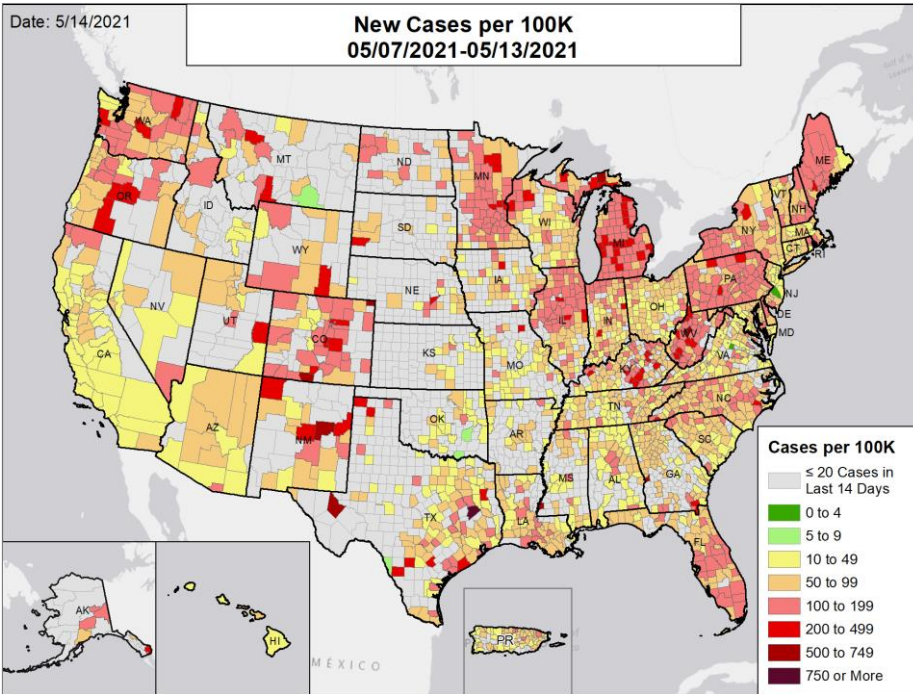 Date: 5/14/2021
New Cases per 100K
05/07/2021-05/13/2021
WA
MT
ND
MN
ME
OR
ID
SD
WI
MI
VT
NH
NY
MA
CT
RI
WY
IA
PA
NJ
NE
NV
UT
CO
IL
IN
OH
DE
MD
WV
VA
CA
KS
MO
KY
NC
TN
AZ
NM
OK
AR
SC
MS
AL
GA
TX
LA
FL
AK
HI
MÉXICO
PR
Cases per 100K
≤ 20 Cases in
Last 14 Days
0 to 4
5 to 9
10 to 49
50 to 99
100 to 199
200 to 499
500 to 749
750 or More